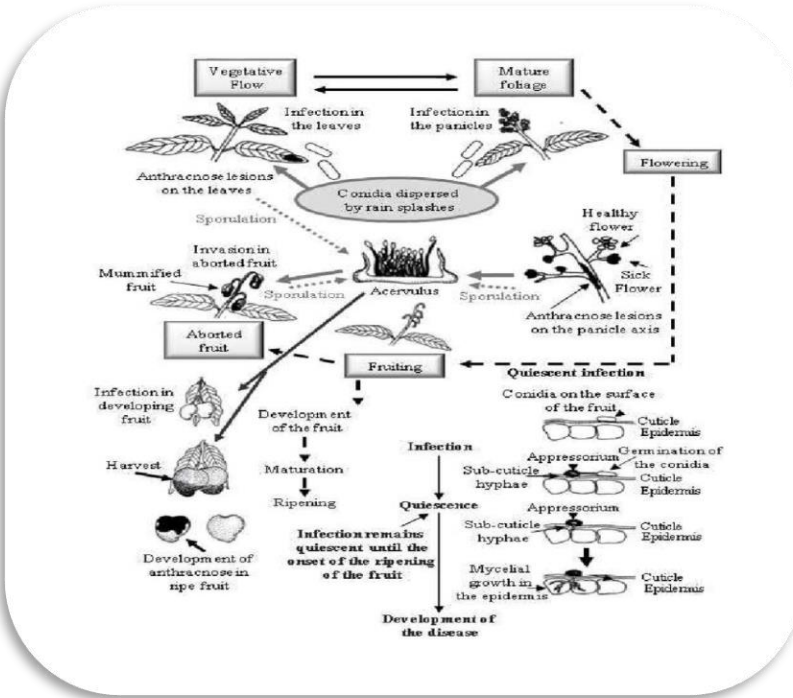 Vegetative
Flow
Mature
foliage
Infection in
the leaves
Infection in
the panicles
Flowering
Anthracnose lesions
on the leaves
Conidia dispersed
by rain splashes
Sporulation
Healthy
flower
Invasion in
aborted fruit
Mummified
fruit
Sick
Flower
Sporulation
Acervulus
Sporulation
Anthracnose lesions
on the panicle axis
Aborted
fruit
Fruiting
Quiescent infection
Infection in
developing
fruit
Conidia on the surface
of the fruit
Development
of the fruit
Cuticle
Epidermis
Infection
Appressorium
Germination of
the conidia
Harvest
Maturation
Sub-cuticle
hyphae
Cuticle
Epidermis
Ripening
Quiescence
Appressorium
Sub-cuticle
hyphae
Cuticle
Epidermis
Infection remains
quiescent until the
onset of the ripening
of the fruit
Development of
anthracnose in
ripe fruit
Mycelial
growth in
the epidermis
Cuticle
Epidermis
Development of
the disease